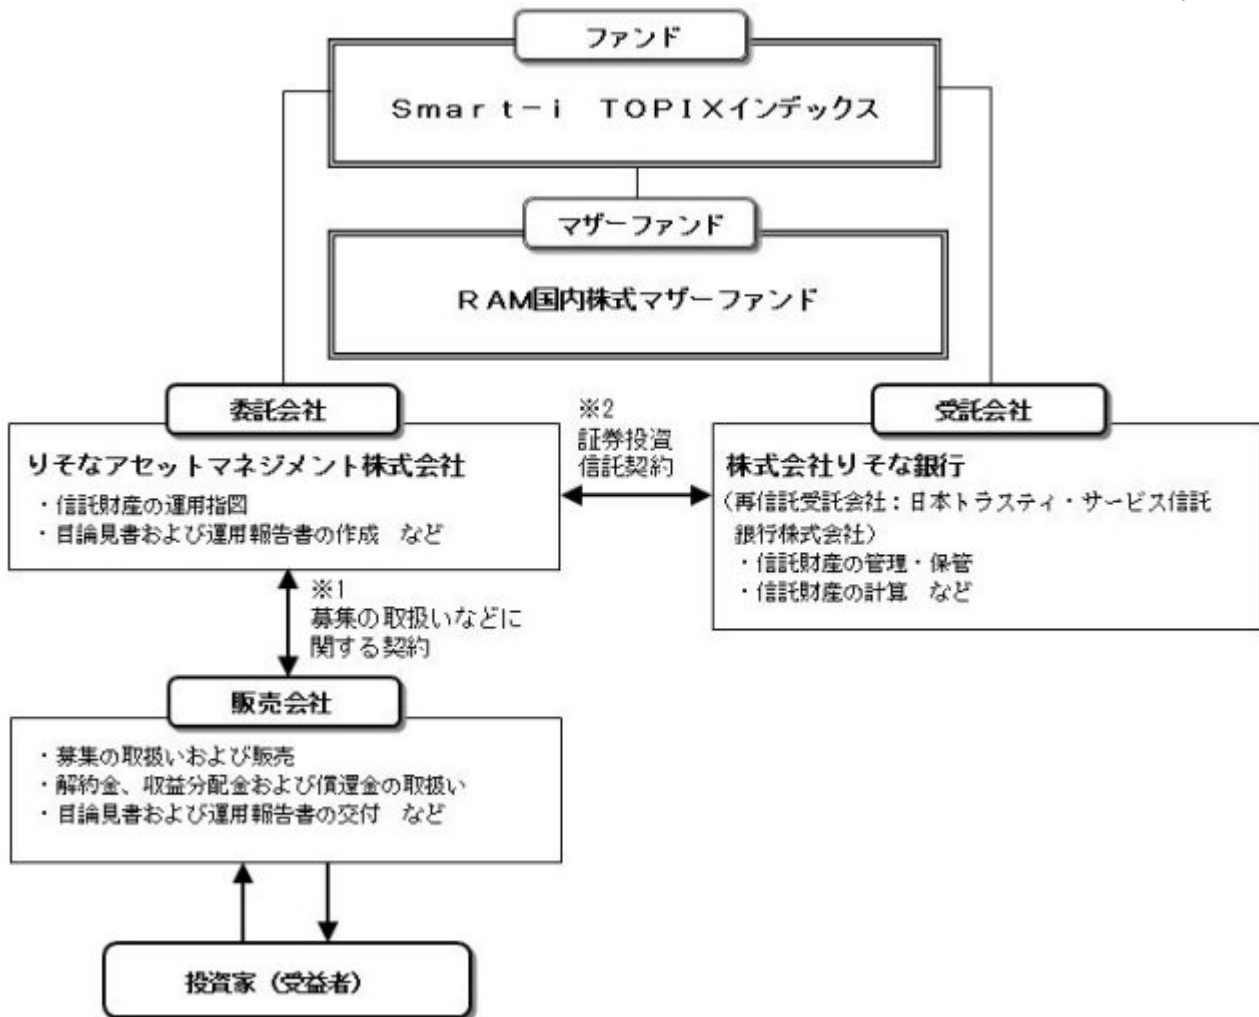 ファンド
Ｓｍａｒｔ－ｉ　ＴＯＰＩＸインデックス
マザーファンド
ＲＡＭ国内株式マザーファンド
委託会社
りそなアセットマネジメント株式会社
・信託財産の運用指図
・目論見書および運用報告書の作成　など
※2
証券投資
信託契約
受託会社
株式会社りそな銀行
（再信託受託会社：日本トラスティ・サービス信託
銀行株式会社）
・信託財産の管理・保管
・信託財産の計算　など
※1
募集の取扱いなどに
関する契約
販売会社
・募集の取扱いおよび販売
・解約金、収益分配金および償還金の取扱い
・目論見書および運用報告書の交付　など
投資家（受益者）